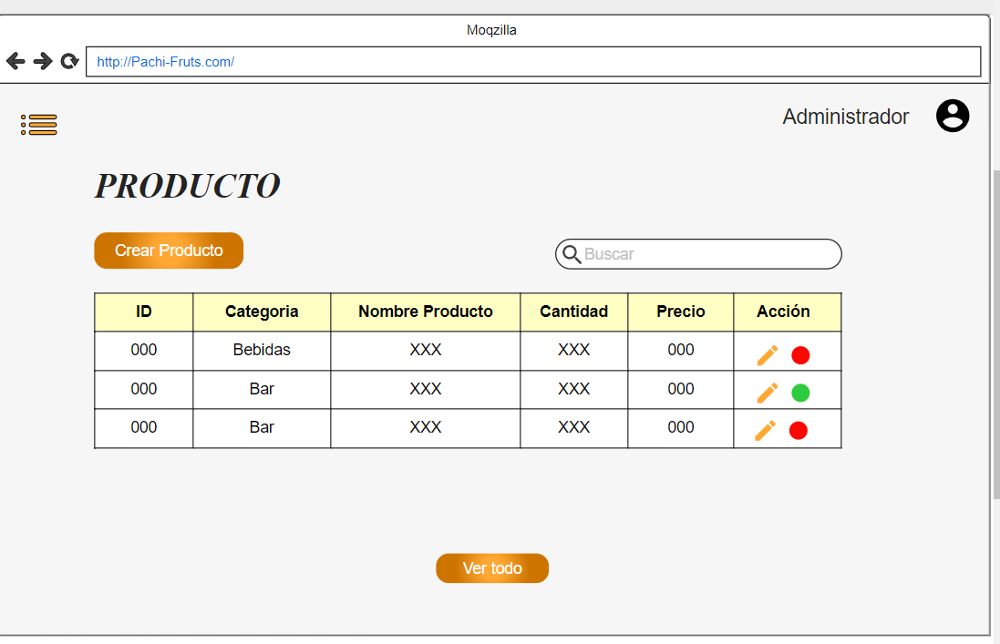 Moqzilla
http://Pachi-Fruts.com/
Administrador
PRODUCTO
Crear Producto
Buscar
ID Categoria Nombre Producto Cantidad Precio Acción
000 Bebidas XXX XXX 000
000 Bar XXX XXX 000
000 Bar XXX XXX 000
Ver todo